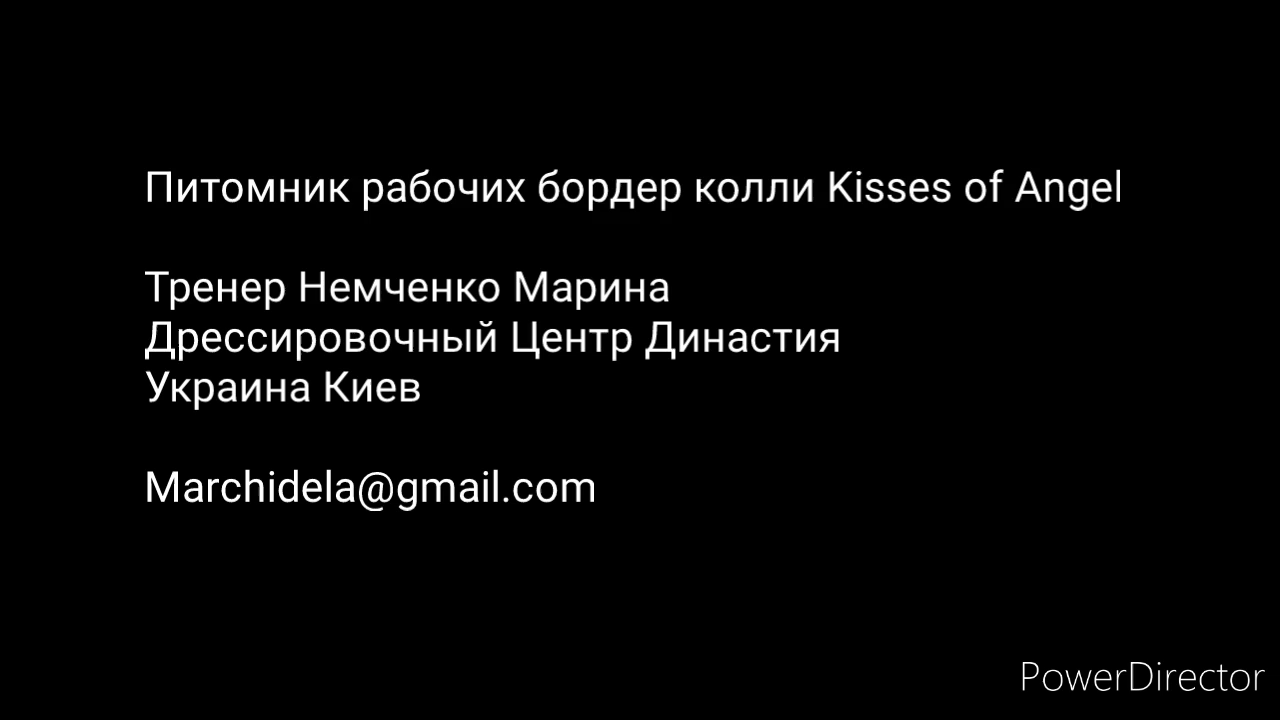 Питомник рабочих бордер колли Kisses of Angel
Тренер Немченко Марина
Дрессировочный Центр Династия
Украина Киев
Marchidela@gmail.com
PowerDirector